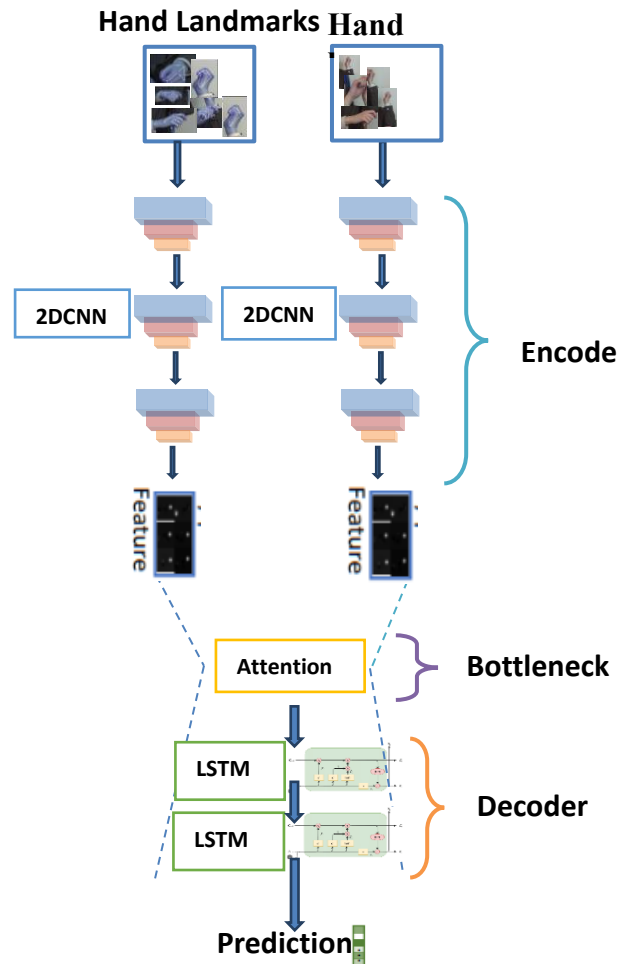 Hand Landmarks Hand
2DCNN 2DCNN
Encode
Feature Feature
Attention
Bottleneck
LSTM
Decoder
LSTM
Prediction